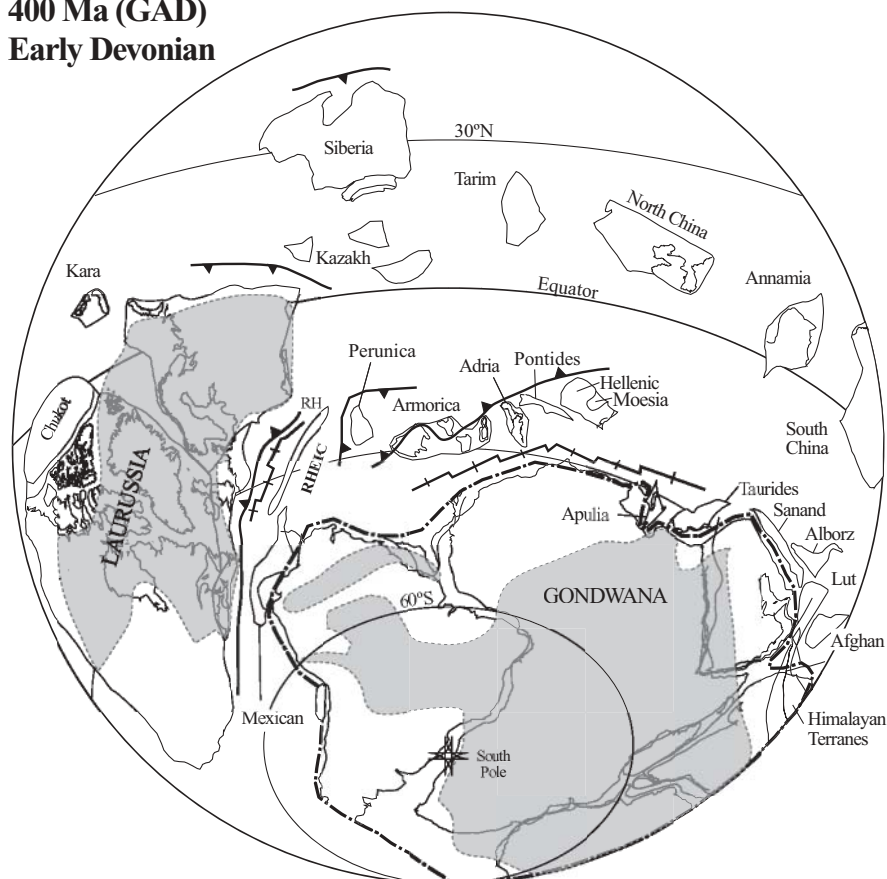 400 Ma (GAD)
Early Devonian
30ºN
Siberia
Tarim
North China
Kazakh
Kara
Equator
Annamia
Perunica
Adria
Pontides
Hellenic
Moesia
Armorica
RH
Chukot
South
China
RHEIC
LAURUSSIA
Taurides
Apulia
Sanand
Alborz
Lut
GONDWANA
60ºS
Afghan
Mexican
Himalayan
Terranes
South
Pole